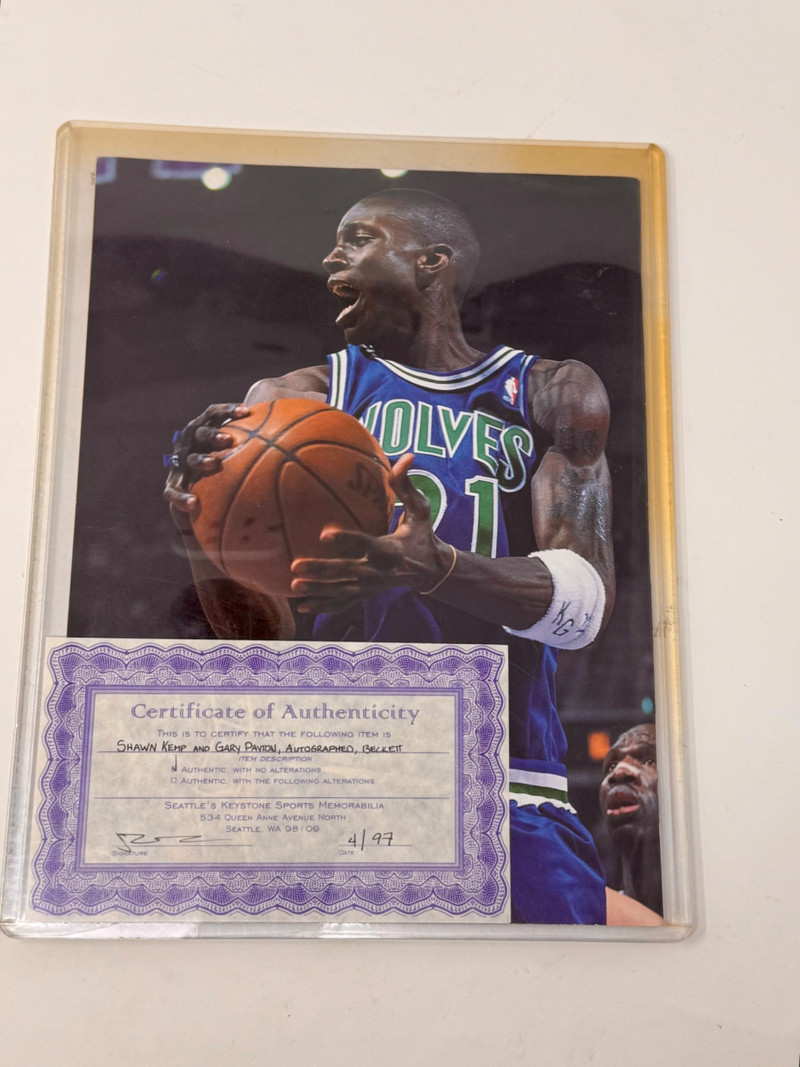 WOLVES
21
SPA
KG
Certificate of Authenticity
THIS IS TO CERTIFY THAT THE FOLLOWING ITEM IS
SHAWN KEMP AND GARY PAYTON, AUTOGRAPHED, BECKETT
ITEM DESCRIPTION
AUTHENTIC. WITH NO ALTERATIONS
AUTHENTIC. WITH THE FOLLOWING ALTERATIONS
SEATTLE'S KEYSTONE SPORTS MEMORABILIA
534 QUEEN ANNE AVENUE NORTH
SEATTLE, WA 98109
4/97
SIGNATURE DATE